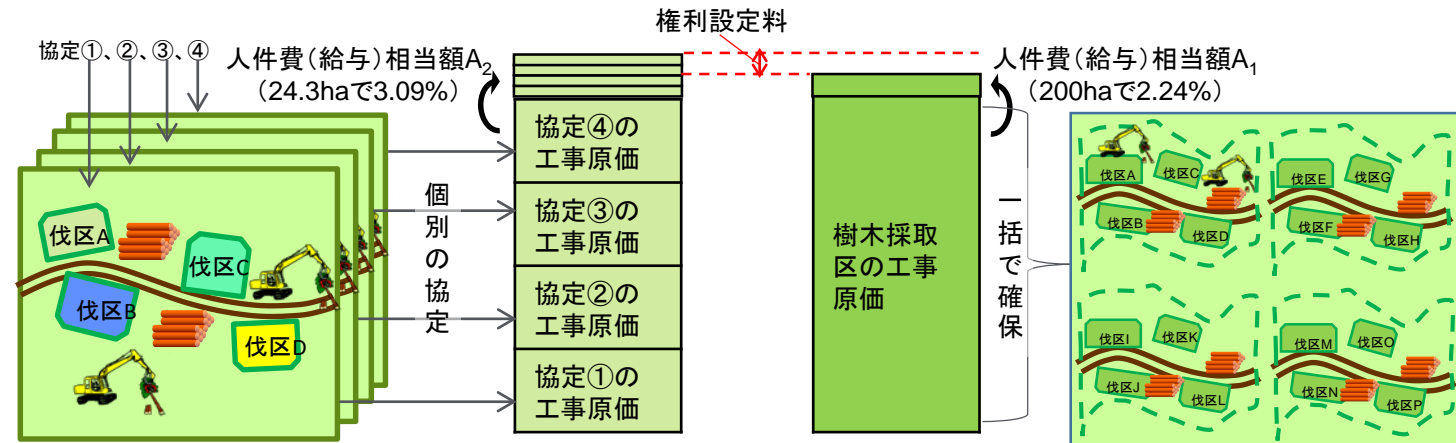 権利設定料
協定①、②、③、④
人件費(給与)相当額A₂
(24.3haで3.09%)
人件費(給与)相当額A₁
(200haで2.24%)
伐区A
伐区C
伐区B
伐区D
個別の協定
協定④の
工事原価
協定③の
工事原価
協定②の
工事原価
協定①の
工事原価
樹木採取
区の工事
原価
一括で確保
伐区A
伐区C
伐区B
伐区D
伐区E
伐区G
伐区F
伐区H
伐区I
伐区K
伐区J
伐区L
伐区M
伐区O
伐区N
伐区P